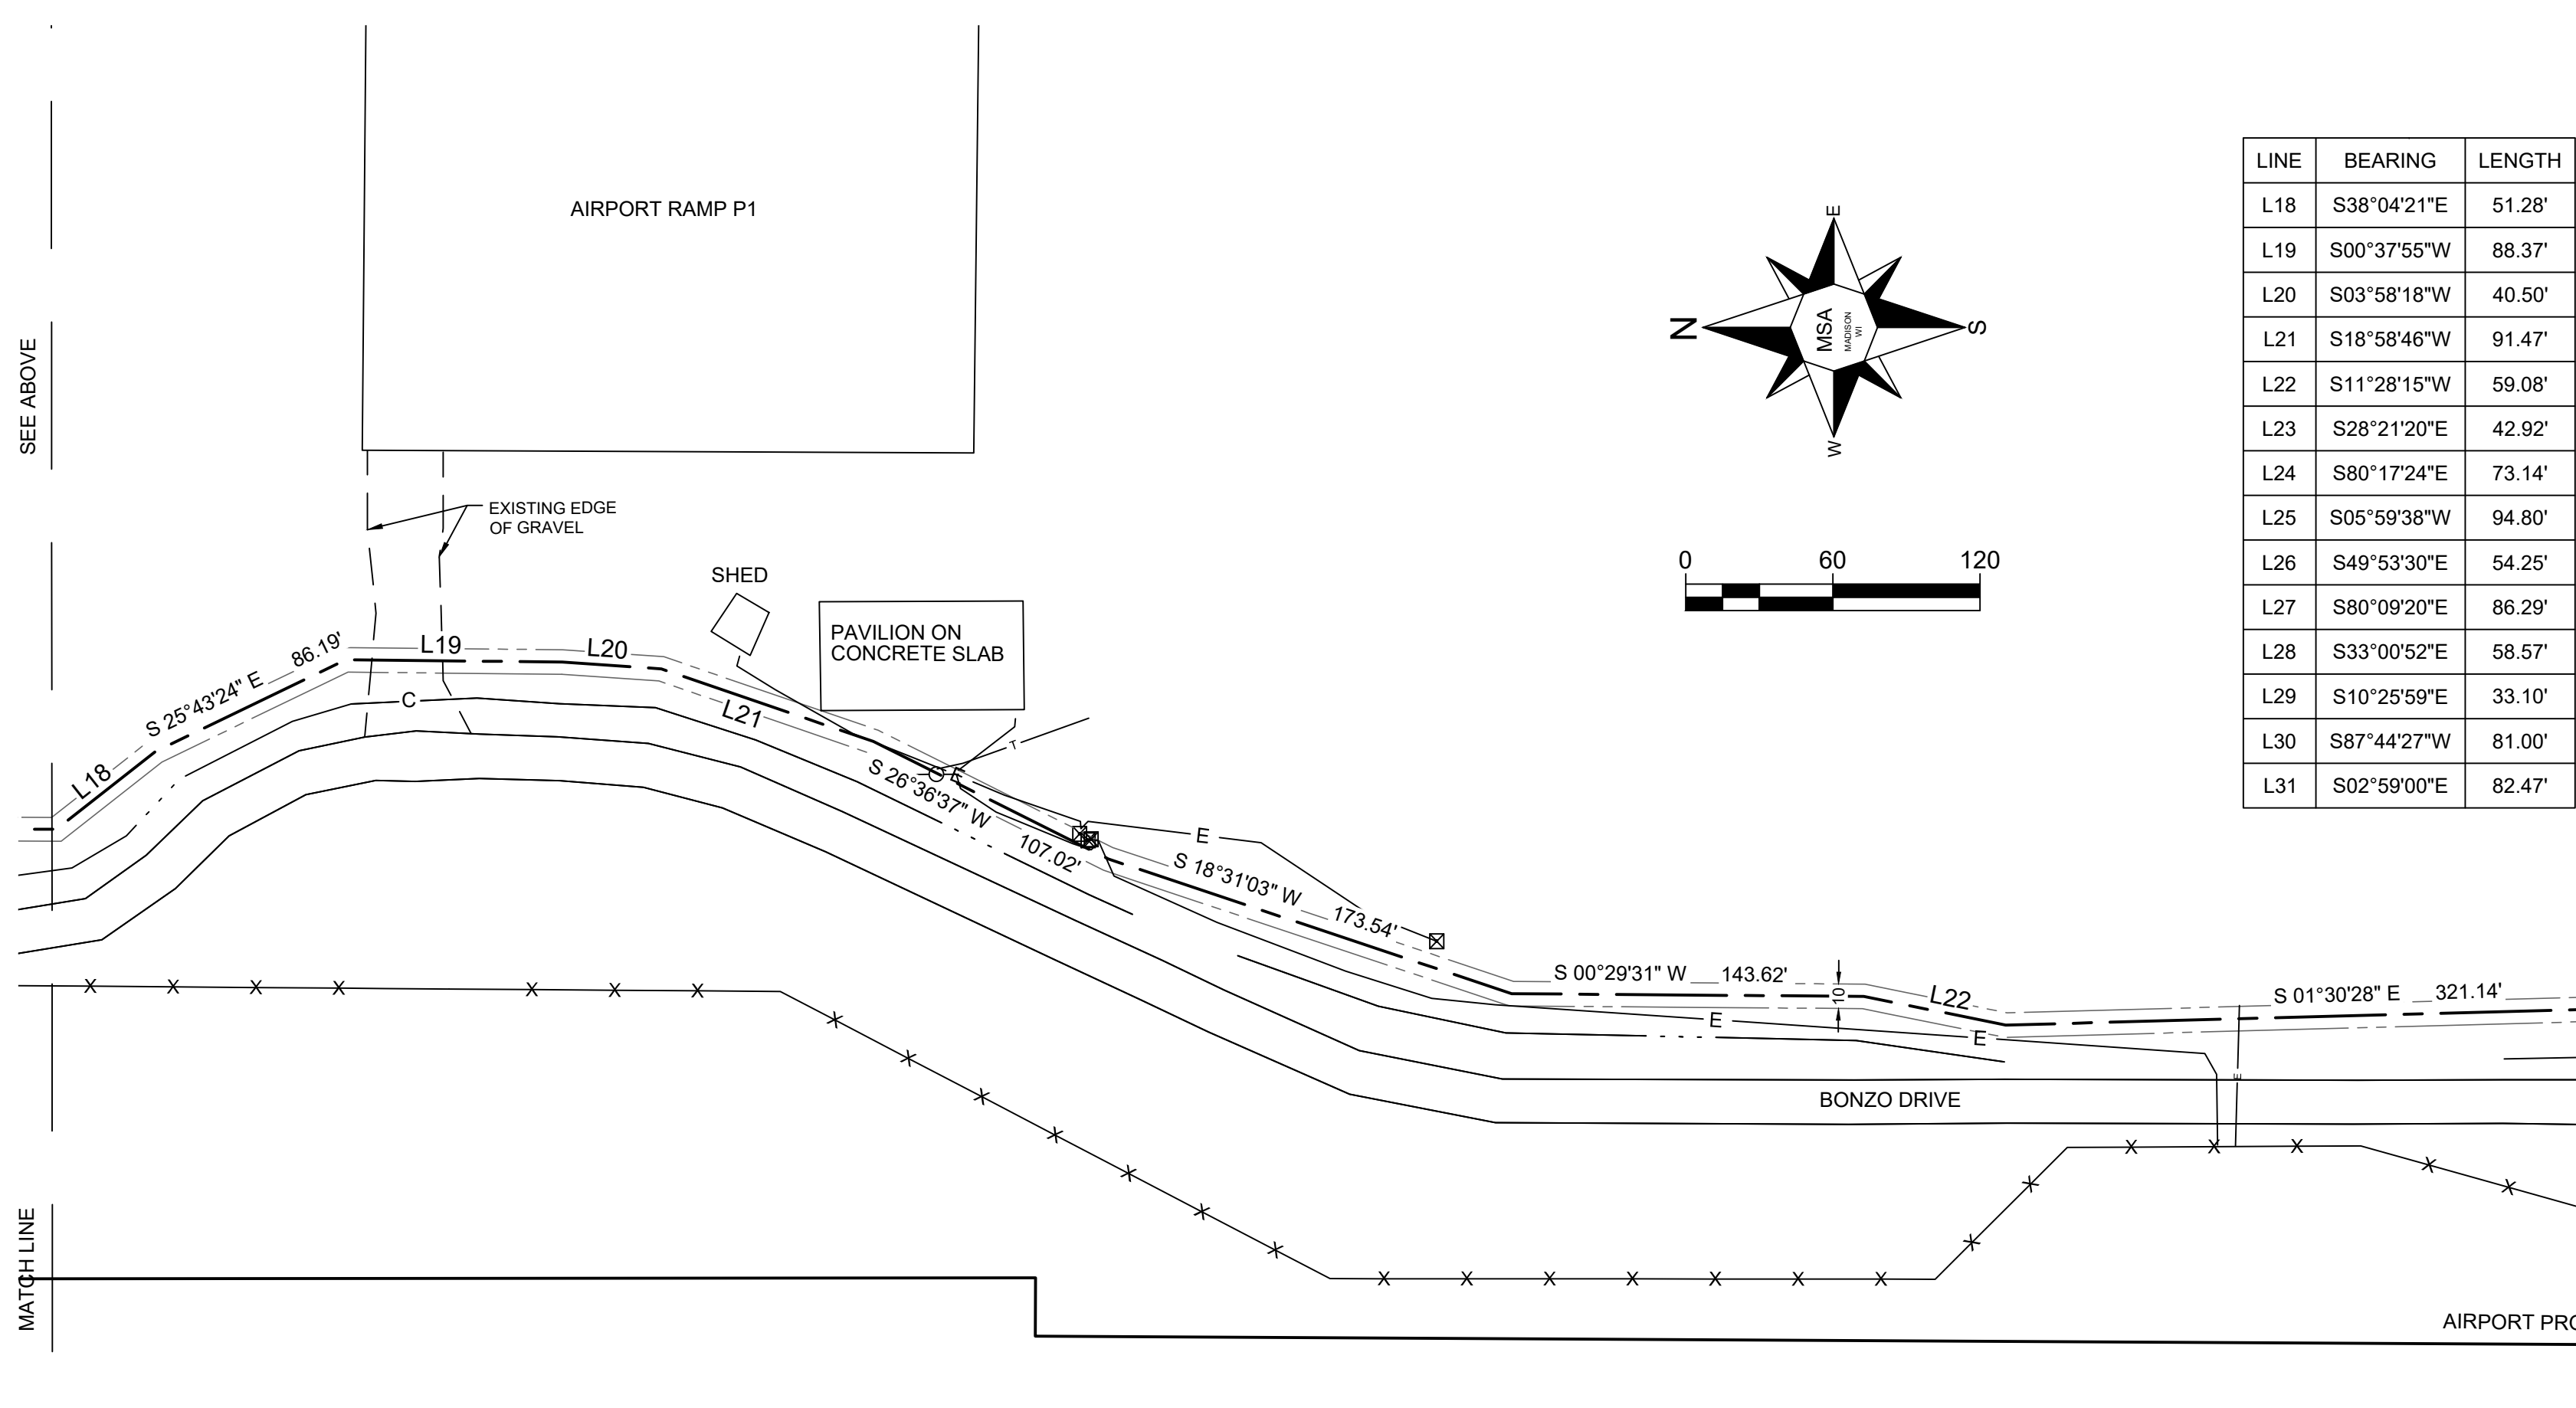 SEE ABOVE
MATCH LINE
AIRPORT RAMP P1
EXISTING EDGE
OF GRAVEL
SHED
PAVILION ON
CONCRETE SLAB
L18
S 25°43'24" E 86.19'
L19
L20
C
L21
T
E
S 26°36'37" W 107.02'
E
S 18°31'03" W 173.54'
S 00°29'31" W 143.62'
10
L22
E
E
E
S 01°30'28" E 321.14'
BONZO DRIVE
X X X X X X X
X X X X X X X
X X X X X X X
X X
X X X
X X
AIRPORT PRO
E
N
MSA
MADISON
WI
S
W
0 60 120
LINE BEARING LENGTH
L18 S38°04'21"E 51.28'
L19 S00°37'55"W 88.37'
L20 S03°58'18"W 40.50'
L21 S18°58'46"W 91.47'
L22 S11°28'15"W 59.08'
L23 S28°21'20"E 42.92'
L24 S80°17'24"E 73.14'
L25 S05°59'38"W 94.80'
L26 S49°53'30"E 54.25'
L27 S80°09'20"E 86.29'
L28 S33°00'52"E 58.57'
L29 S10°25'59"E 33.10'
L30 S87°44'27"W 81.00'
L31 S02°59'00"E 82.47'